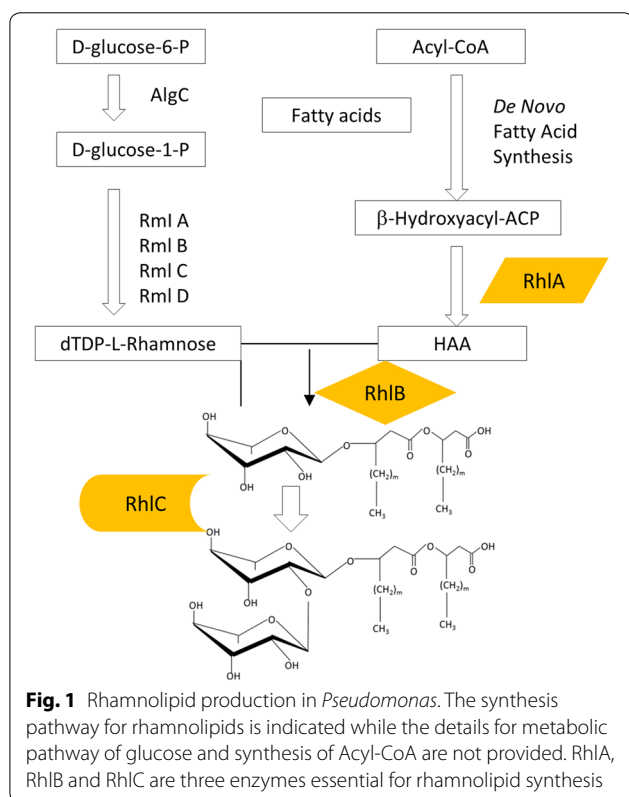 D-glucose-6-P
Acyl-CoA
AlgC
Fatty acids
De Novo
Fatty Acid
Synthesis
D-glucose-1-P
β-Hydroxyacyl-ACP
Rml A
Rml B
Rml C
Rml D
RhlA
dTDP-L-Rhamnose
HAA
RhlB
OH
O
O
O
OH
O
OH
OH
O
O
(CH₂)m
(CH₂)m
CH₃
CH₃
RhlC
OH
O
O
O
OH
OH
O
O
O
(CH₂)m
(CH₂)m
CH₃
CH₃
OH
O
OH
OH
Fig. 1 Rhamnolipid production in Pseudomonas. The synthesis
pathway for rhamnolipids is indicated while the details for metabolic
pathway of glucose and synthesis of Acyl-CoA are not provided. RhlA,
RhlB and RhlC are three enzymes essential for rhamnolipid synthesis